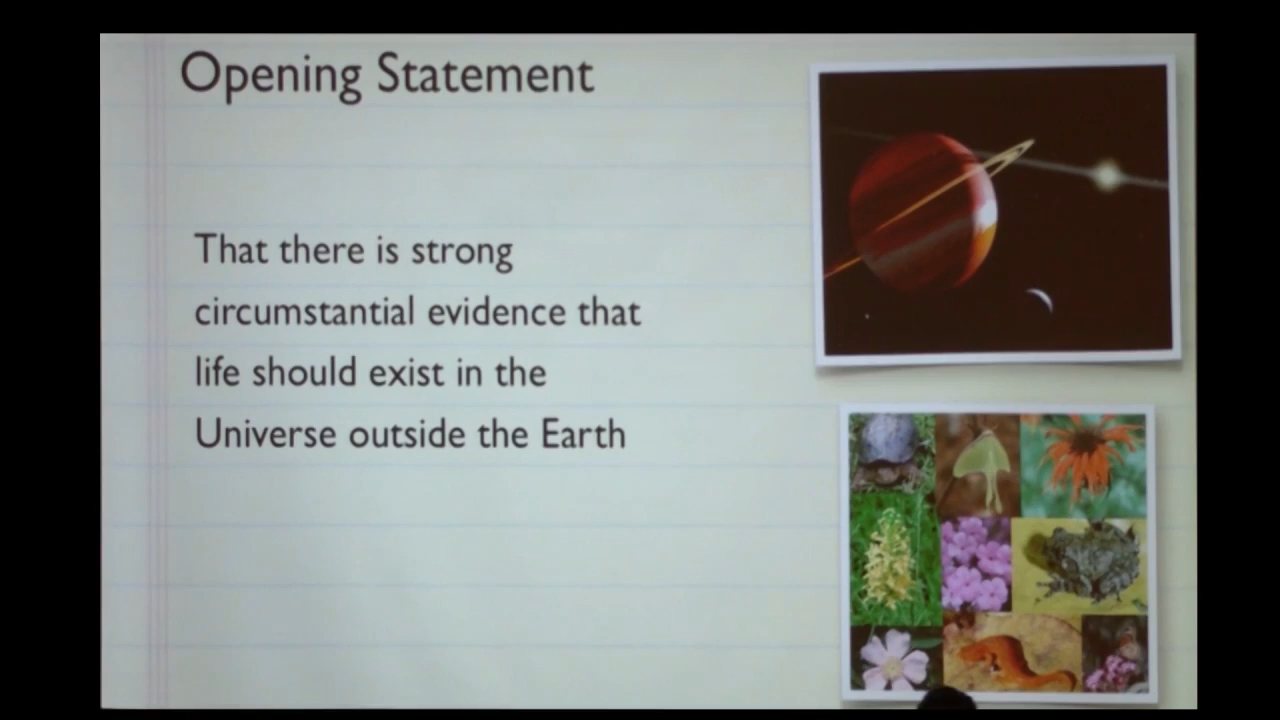 Opening Statement
That there is strong
circumstantial evidence that
life should exist in the
Universe outside the Earth